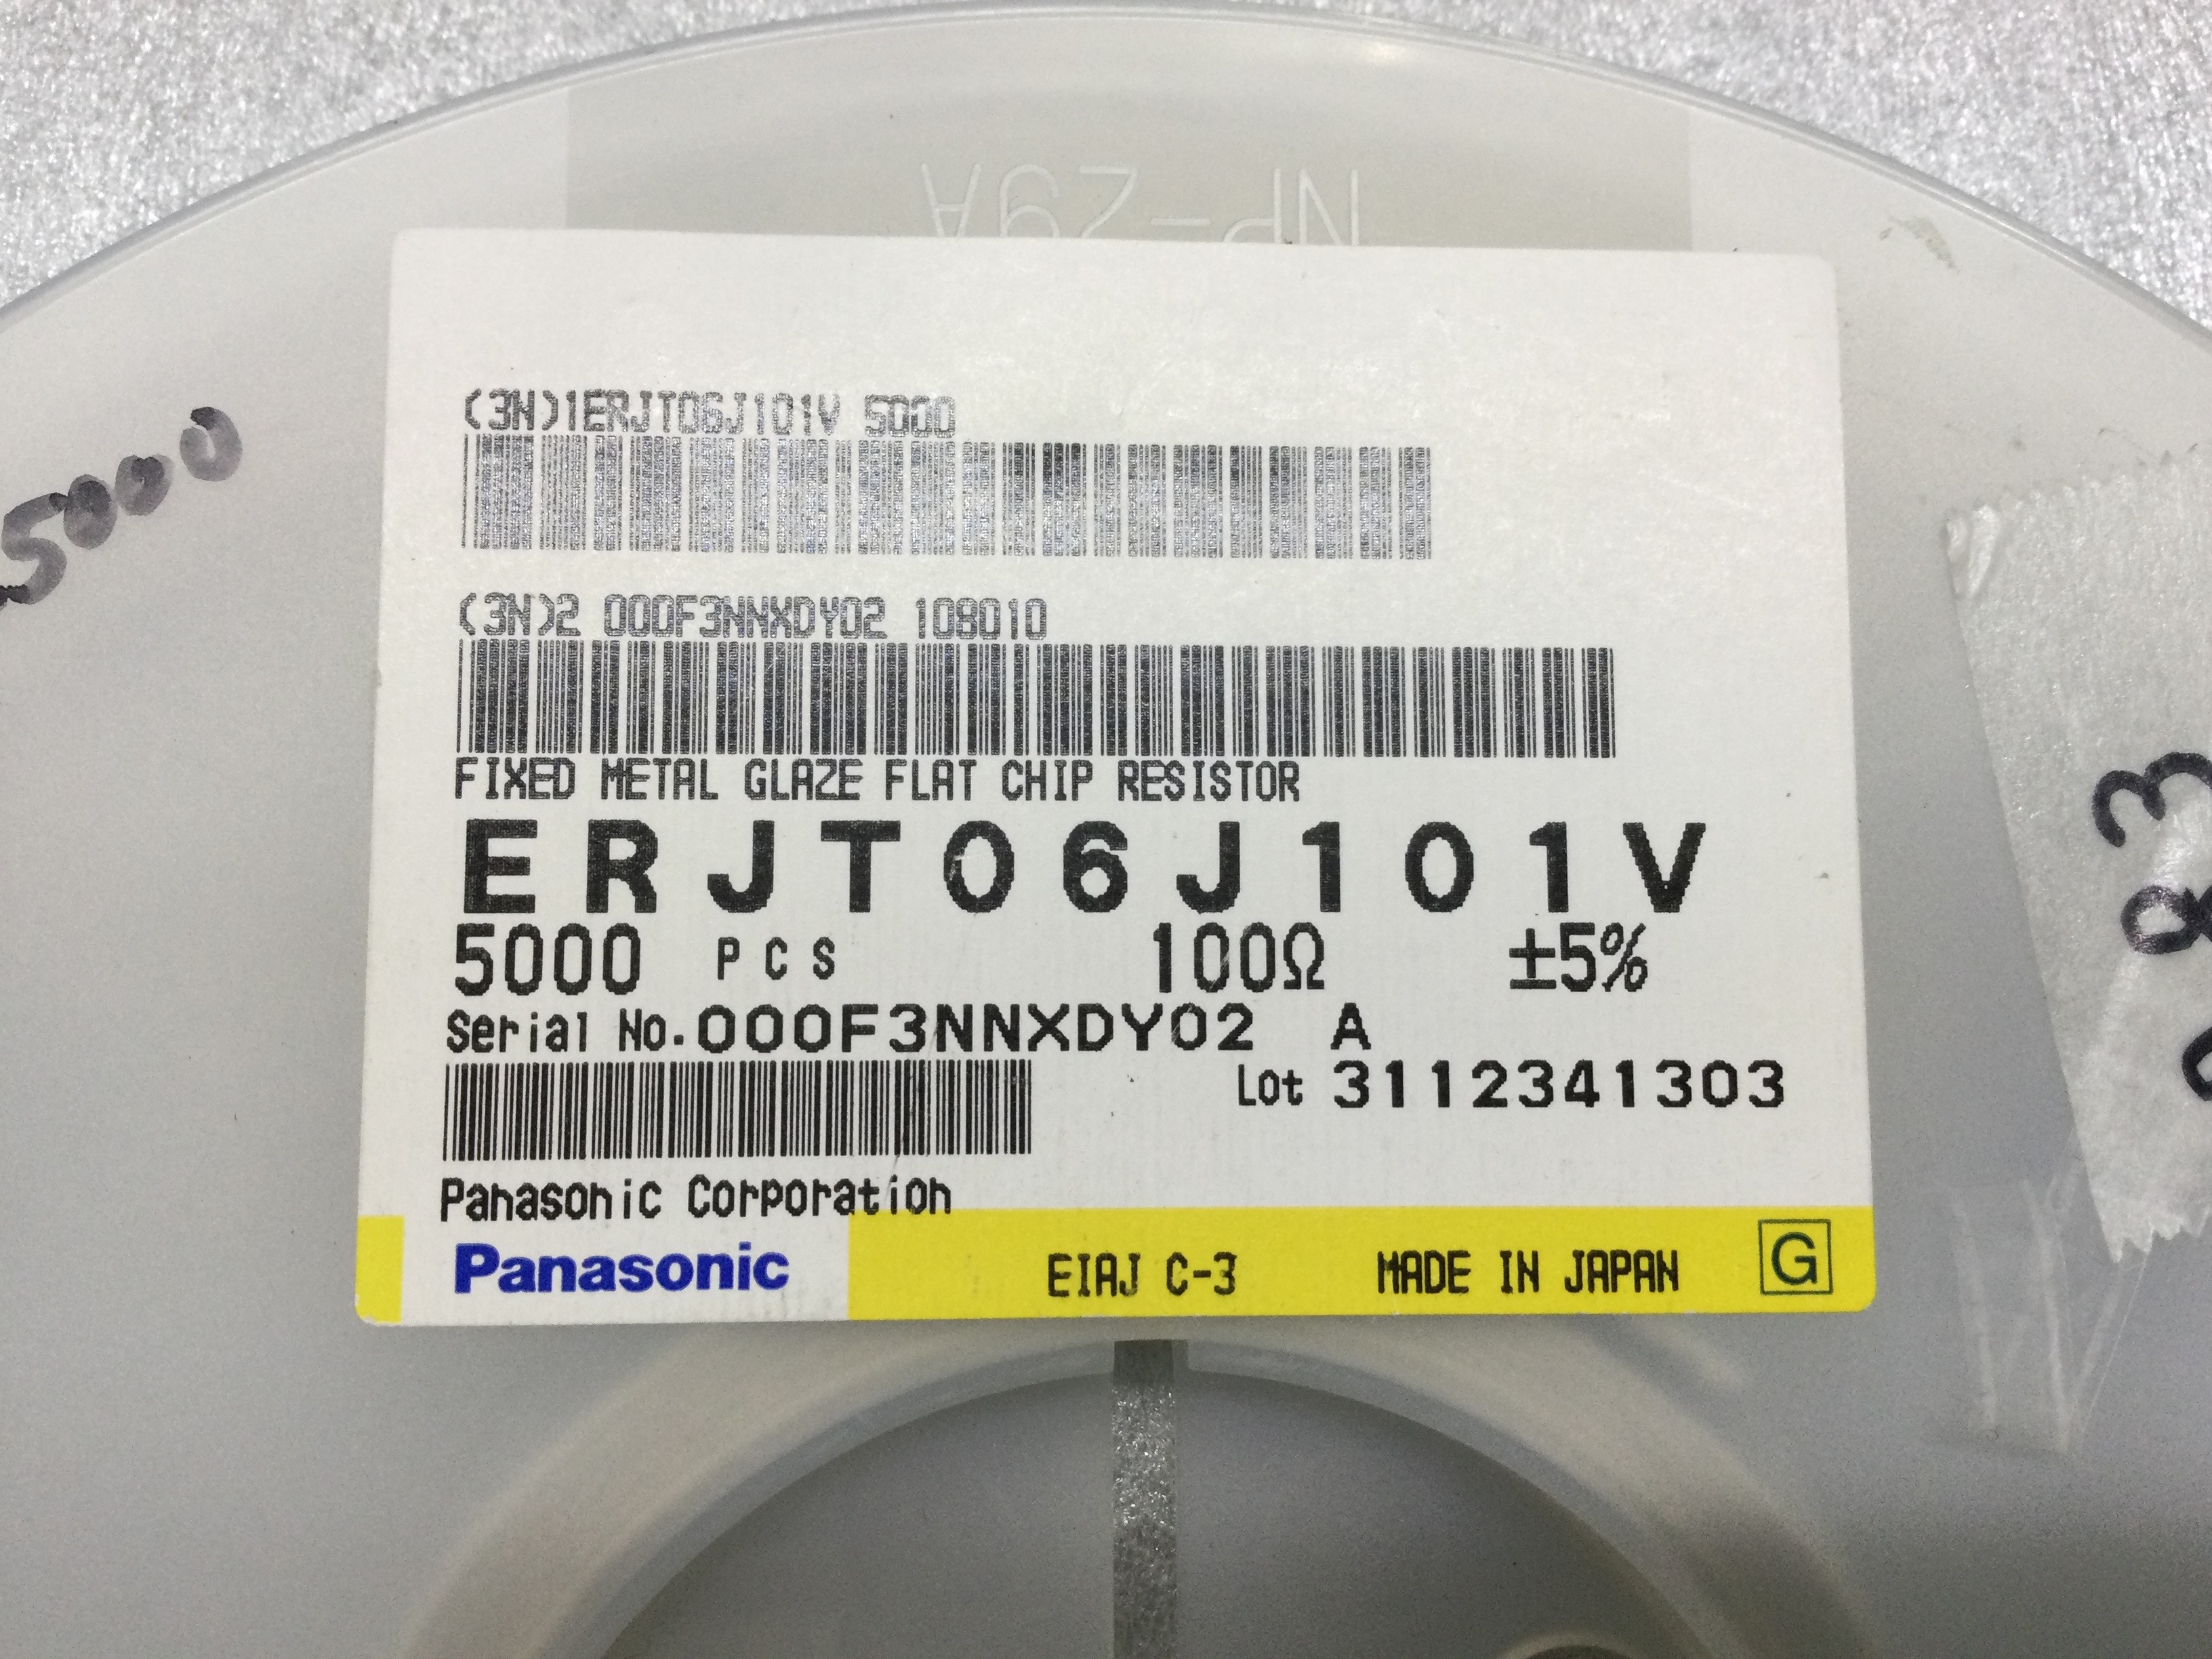 NP-29A
5000
(3N)1ERJT06J101V 5000
(3N)2 000F3NNXDY02 108010
FIXED METAL GLAZE FLAT CHIP RESISTOR
ERJT06J101V
5000 PCS 100Ω ±5%
Serial No.000F3NNXDY02 A
Lot 3112341303
Panasonic Corporation
Panasonic EIAJ C-3 MADE IN JAPAN G